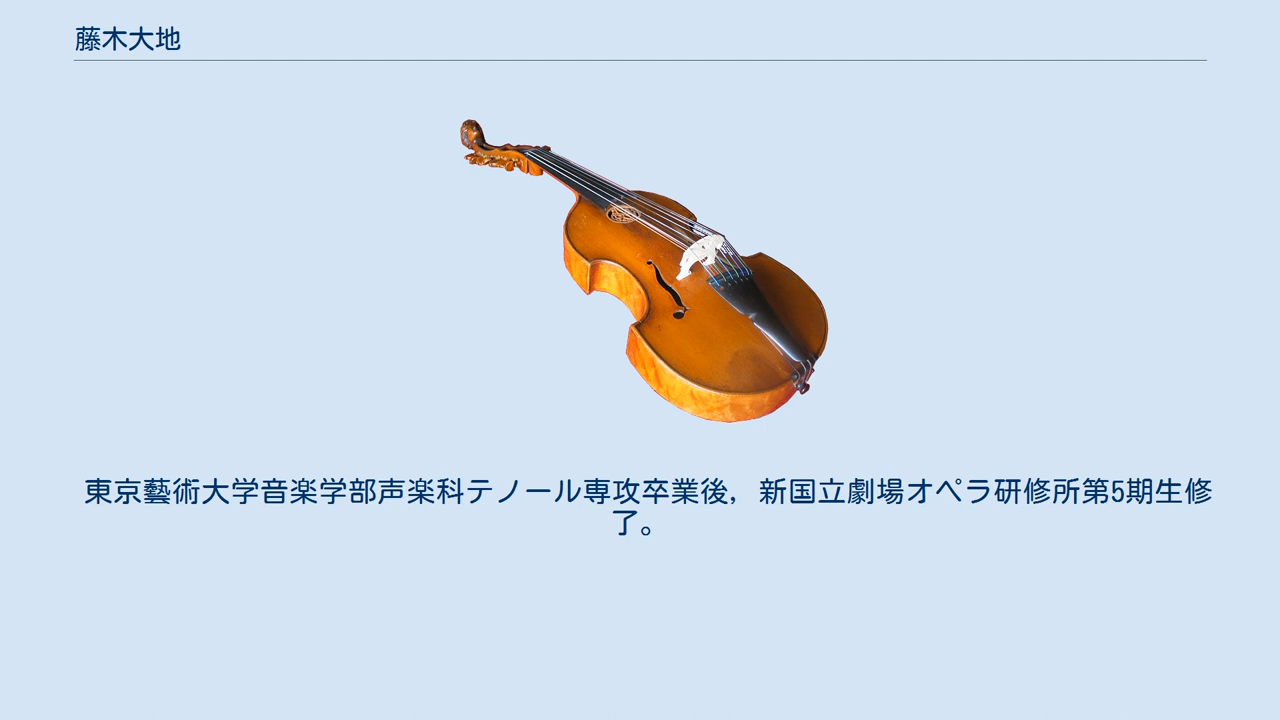 藤木大地
東京藝術大学音楽学部声楽科テノール専攻卒業後，新国立劇場オペラ研修所第5期生修
了。